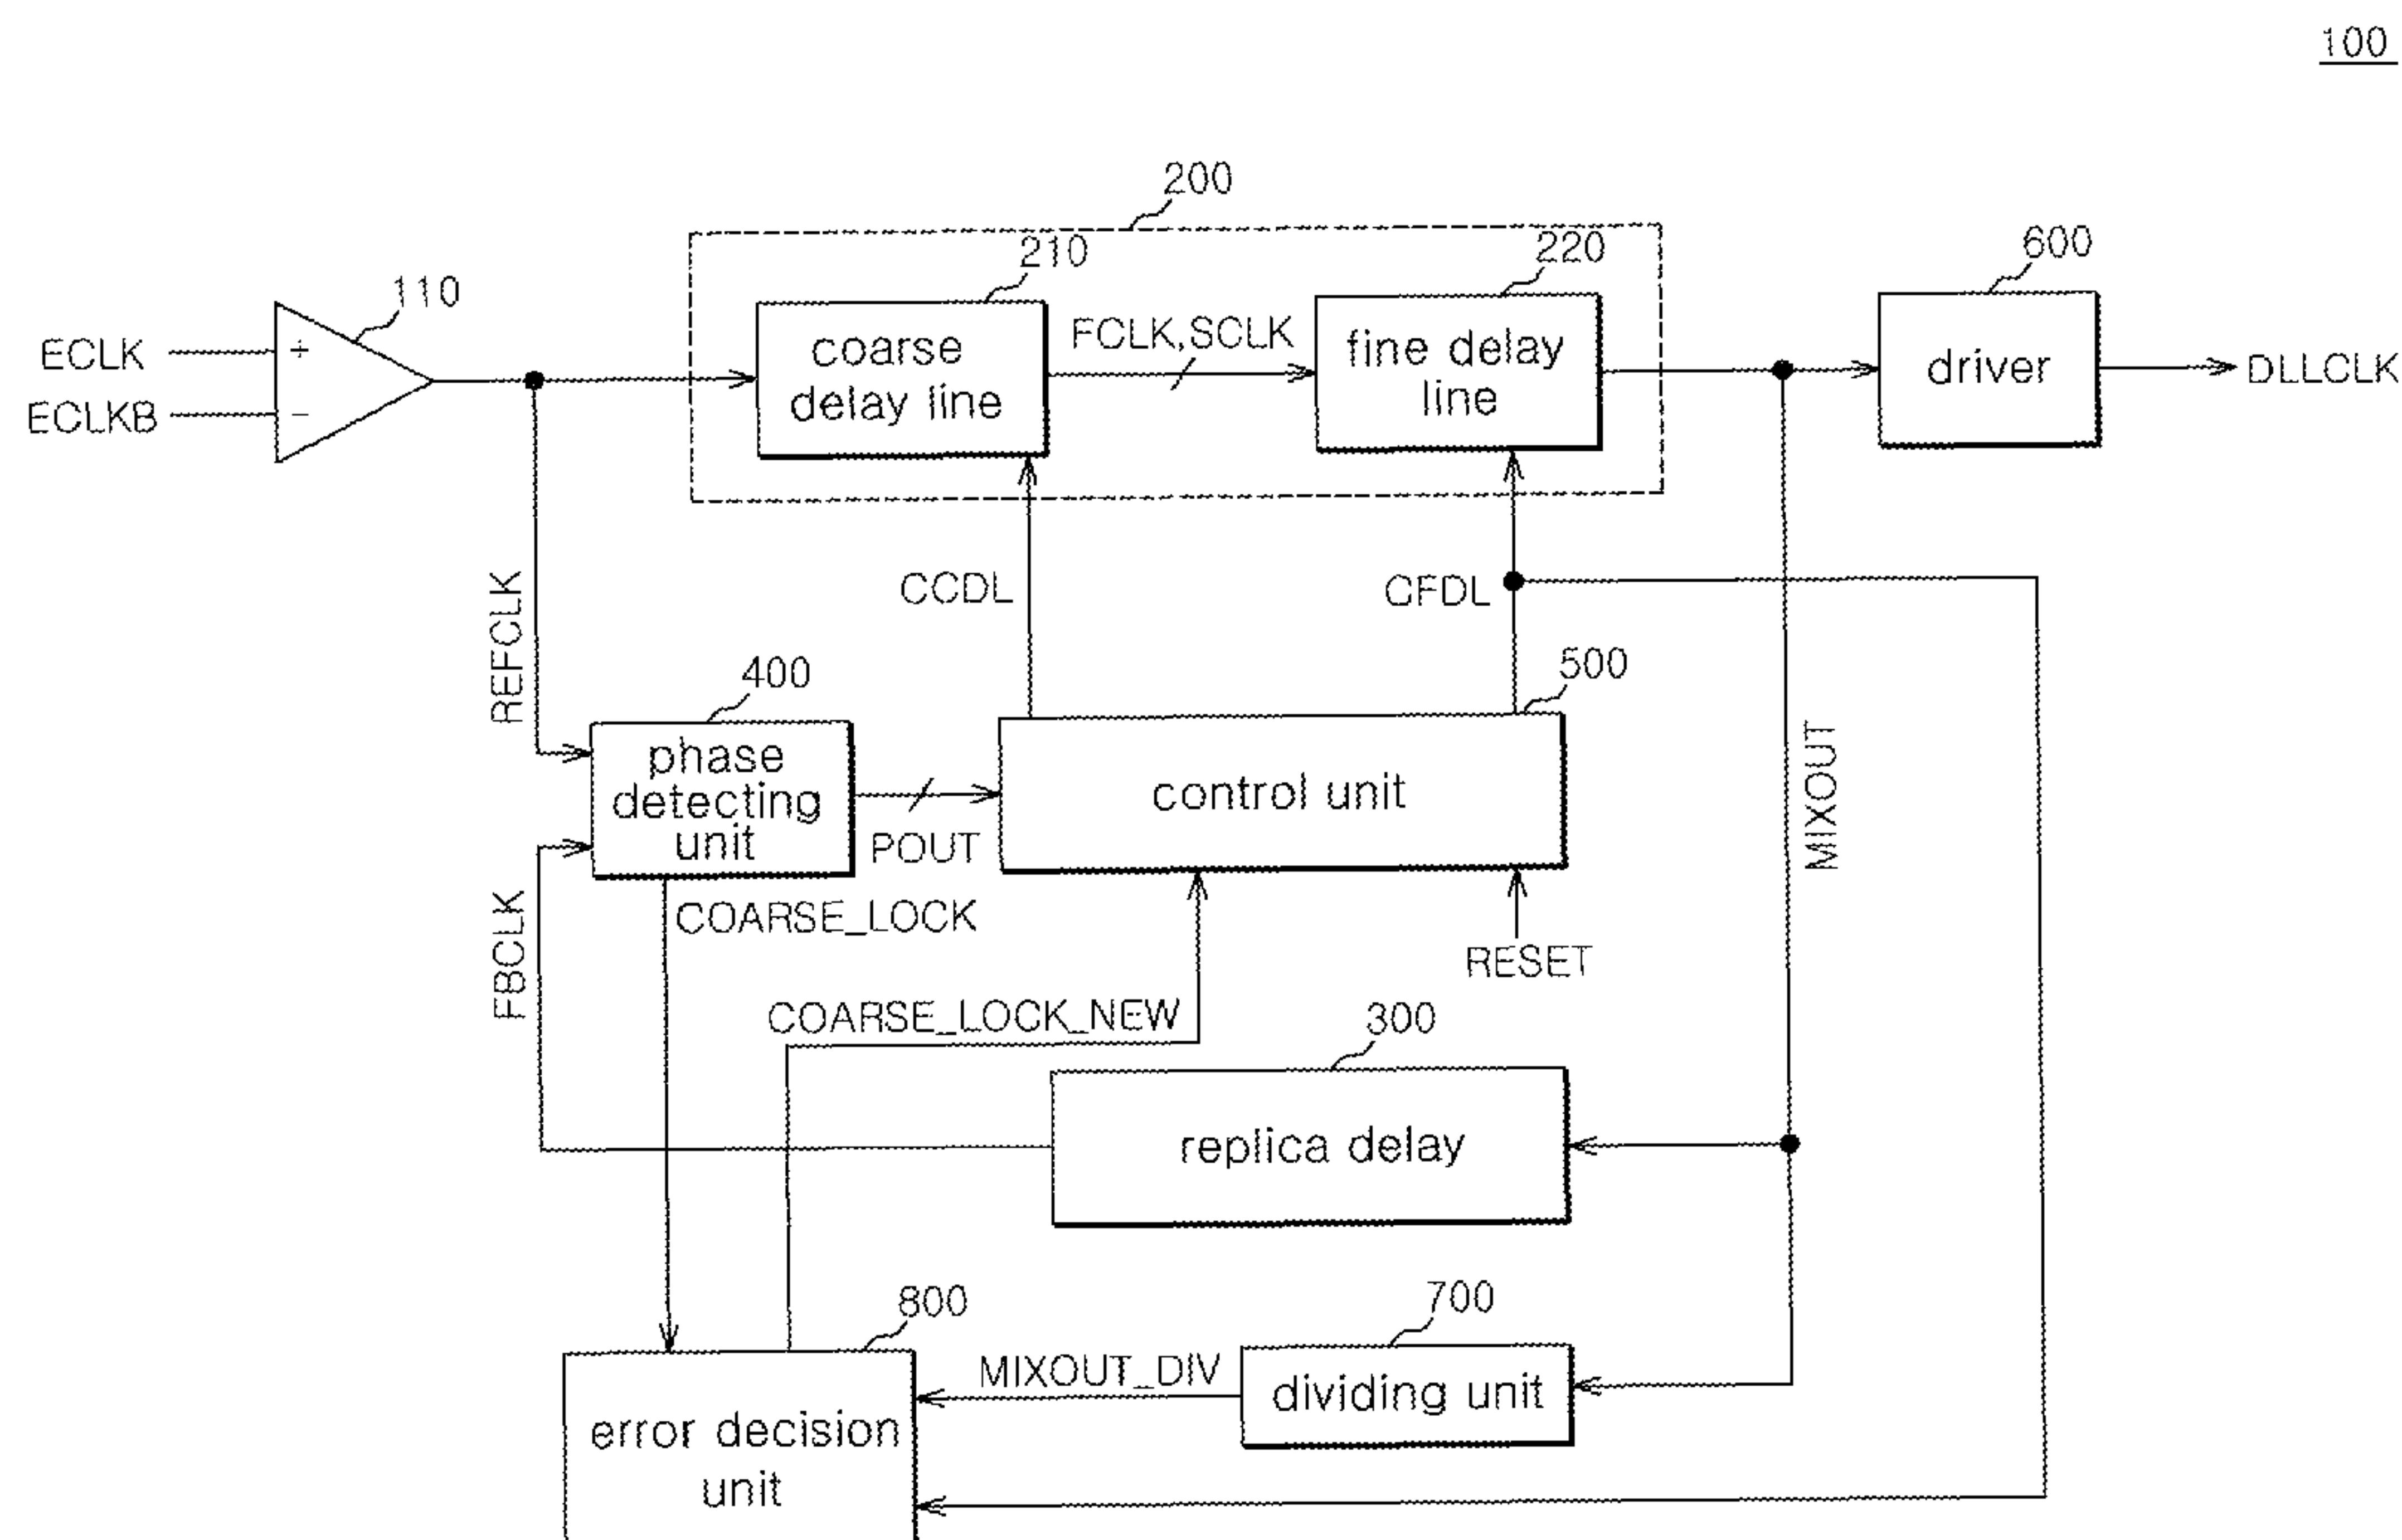 100
200
210
220
600
110
ECLK
ECLKB
+
−
coarse
delay line
FCLK,SCLK
fine delay
line
driver
DLLCLK
REFCLK
CCDL
CFDL
400
500
phase
detecting
unit
POUT
control unit
MIXOUT
FBCLK
COARSE_LOCK
RESET
COARSE_LOCK_NEW
300
replica delay
800
700
MIXOUT_DIV
dividing unit
error decision
unit